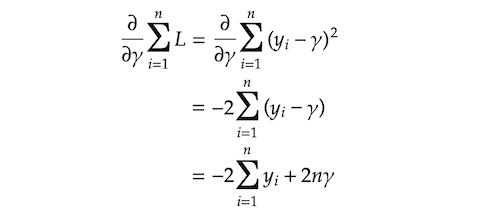 ∂/∂γ ∑_{i=1}^{n} L = ∂/∂γ ∑_{i=1}^{n} (y_i − γ)^2
= −2 ∑_{i=1}^{n} (y_i − γ)
= −2 ∑_{i=1}^{n} y_i + 2nγ